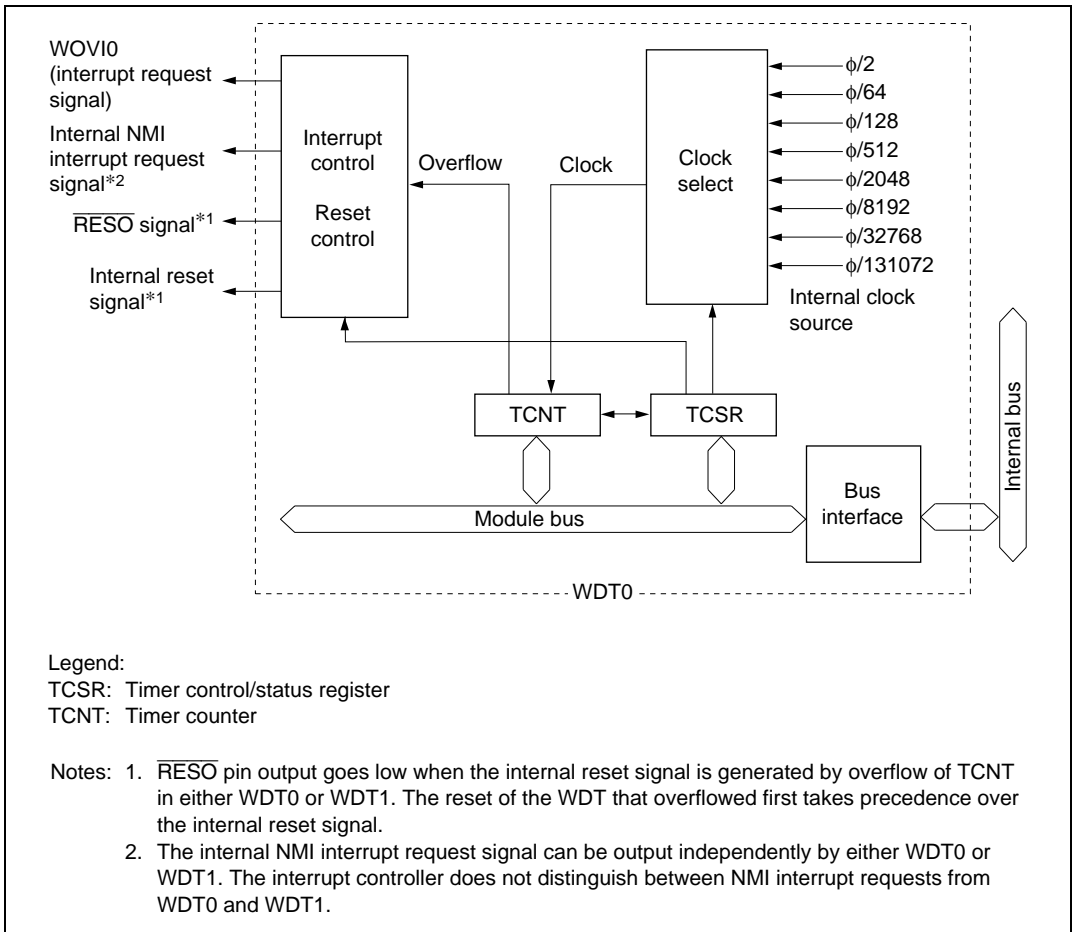 WOVI0
(interrupt request
signal)
Internal NMI
interrupt request
signal*2
RESO signal*1
Internal reset
signal*1
Interrupt
control
Reset
control
Overflow
Clock
Clock
select
ϕ/2
ϕ/64
ϕ/128
ϕ/512
ϕ/2048
ϕ/8192
ϕ/32768
ϕ/131072
Internal clock
source
TCNT
TCSR
Module bus
Bus
interface
Internal bus
WDT0
Legend:
TCSR: Timer control/status register
TCNT: Timer counter
Notes: 1. RESO pin output goes low when the internal reset signal is generated by overflow of TCNT
in either WDT0 or WDT1. The reset of the WDT that overflowed first takes precedence over
the internal reset signal.
2. The internal NMI interrupt request signal can be output independently by either WDT0 or
WDT1. The interrupt controller does not distinguish between NMI interrupt requests from
WDT0 and WDT1.